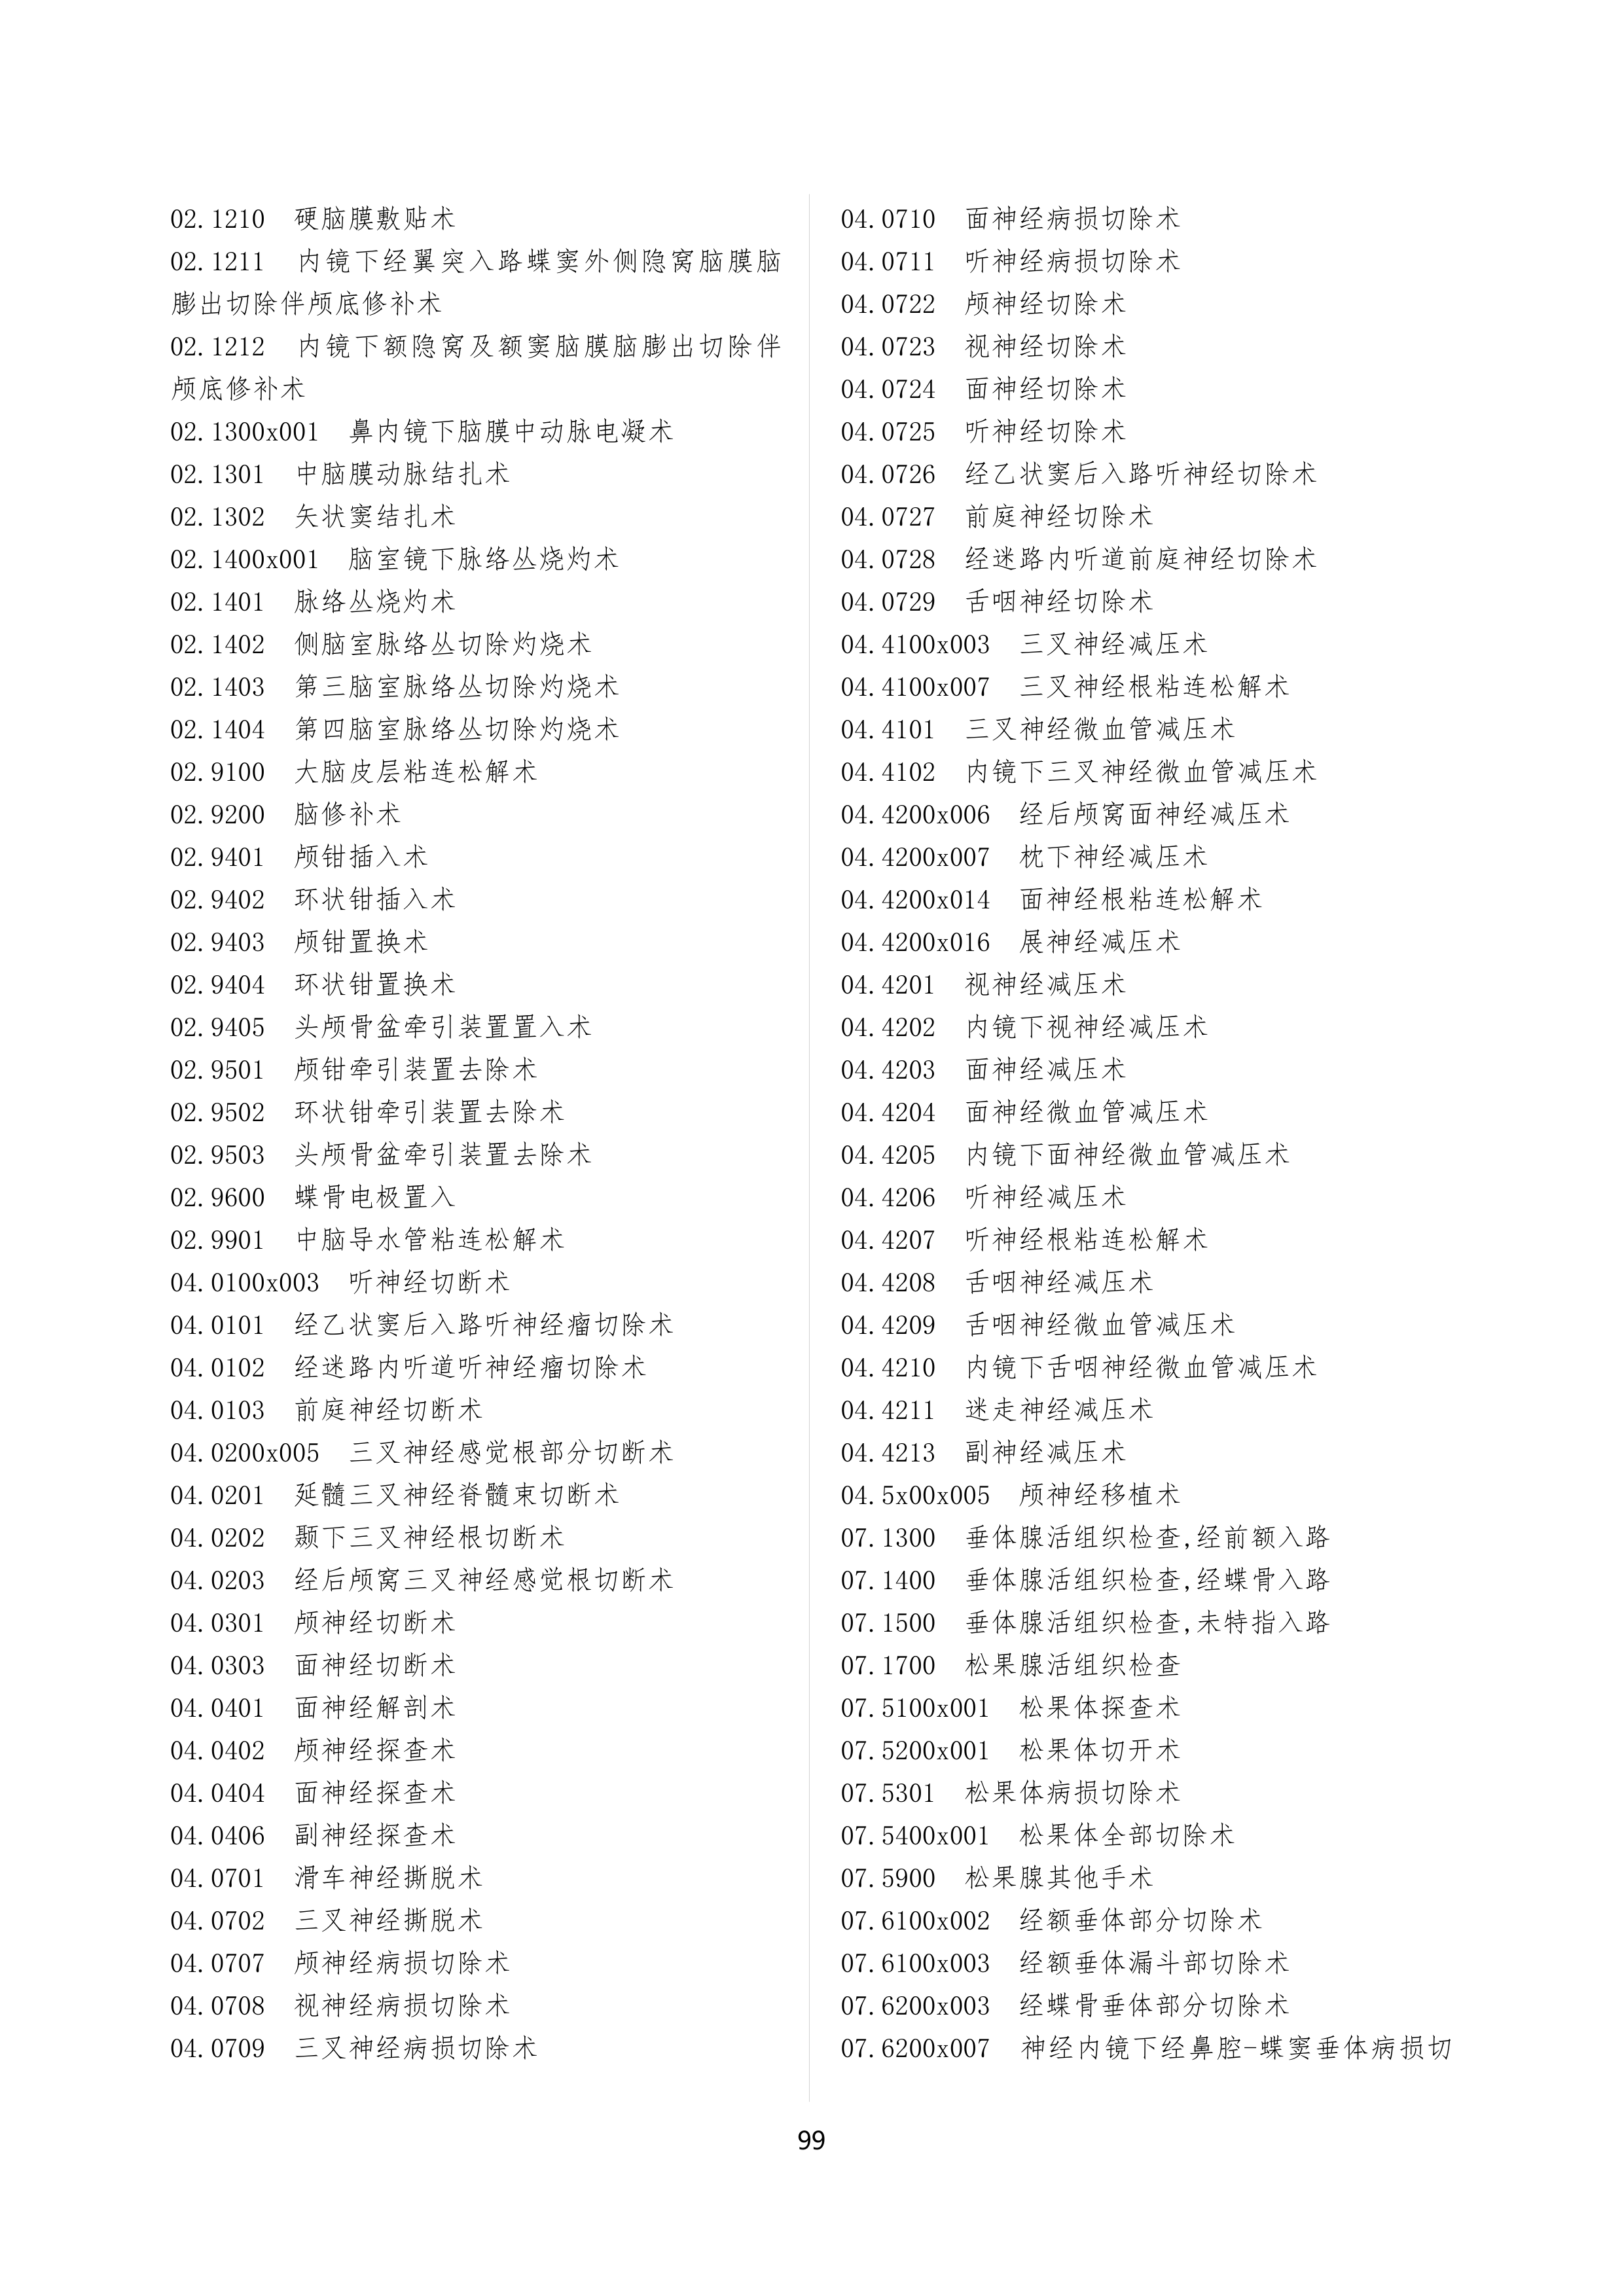 02.1210 硬脑膜敷贴术
02.1211 内镜下经翼突入路蝶窦外侧隐窝脑膜脑
膨出切除伴颅底修补术
02.1212 内镜下额隐窝及额窦脑膜脑膨出切除伴
颅底修补术
02.1300x001 鼻内镜下脑膜中动脉电凝术
02.1301 中脑膜动脉结扎术
02.1302 矢状窦结扎术
02.1400x001 脑室镜下脉络丛烧灼术
02.1401 脉络丛烧灼术
02.1402 侧脑室脉络丛切除灼烧术
02.1403 第三脑室脉络丛切除灼烧术
02.1404 第四脑室脉络丛切除灼烧术
02.9100 大脑皮层粘连松解术
02.9200 脑修补术
02.9401 颅钳插入术
02.9402 环状钳插入术
02.9403 颅钳置换术
02.9404 环状钳置换术
02.9405 头颅骨盆牵引装置置入术
02.9501 颅钳牵引装置去除术
02.9502 环状钳牵引装置去除术
02.9503 头颅骨盆牵引装置去除术
02.9600 蝶骨电极置入
02.9901 中脑导水管粘连松解术
04.0100x003 听神经切断术
04.0101 经乙状窦后入路听神经瘤切除术
04.0102 经迷路内听道听神经瘤切除术
04.0103 前庭神经切断术
04.0200x005 三叉神经感觉根部分切断术
04.0201 延髓三叉神经脊髓束切断术
04.0202 颞下三叉神经根切断术
04.0203 经后颅窝三叉神经感觉根切断术
04.0301 颅神经切断术
04.0303 面神经切断术
04.0401 面神经解剖术
04.0402 颅神经探查术
04.0404 面神经探查术
04.0406 副神经探查术
04.0701 滑车神经撕脱术
04.0702 三叉神经撕脱术
04.0707 颅神经病损切除术
04.0708 视神经病损切除术
04.0709 三叉神经病损切除术
04.0710 面神经病损切除术
04.0711 听神经病损切除术
04.0722 颅神经切除术
04.0723 视神经切除术
04.0724 面神经切除术
04.0725 听神经切除术
04.0726 经乙状窦后入路听神经切除术
04.0727 前庭神经切除术
04.0728 经迷路内听道前庭神经切除术
04.0729 舌咽神经切除术
04.4100x003 三叉神经减压术
04.4100x007 三叉神经根粘连松解术
04.4101 三叉神经微血管减压术
04.4102 内镜下三叉神经微血管减压术
04.4200x006 经后颅窝面神经减压术
04.4200x007 枕下神经减压术
04.4200x014 面神经根粘连松解术
04.4200x016 展神经减压术
04.4201 视神经减压术
04.4202 内镜下视神经减压术
04.4203 面神经减压术
04.4204 面神经微血管减压术
04.4205 内镜下面神经微血管减压术
04.4206 听神经减压术
04.4207 听神经根粘连松解术
04.4208 舌咽神经减压术
04.4209 舌咽神经微血管减压术
04.4210 内镜下舌咽神经微血管减压术
04.4211 迷走神经减压术
04.4213 副神经减压术
04.5x00x005 颅神经移植术
07.1300 垂体腺活组织检查,经前额入路
07.1400 垂体腺活组织检查,经蝶骨入路
07.1500 垂体腺活组织检查,未特指入路
07.1700 松果腺活组织检查
07.5100x001 松果体探查术
07.5200x001 松果体切开术
07.5301 松果体病损切除术
07.5400x001 松果体全部切除术
07.5900 松果腺其他手术
07.6100x002 经额垂体部分切除术
07.6100x003 经额垂体漏斗部切除术
07.6200x003 经蝶骨垂体部分切除术
07.6200x007 神经内镜下经鼻腔-蝶窦垂体病损切
99